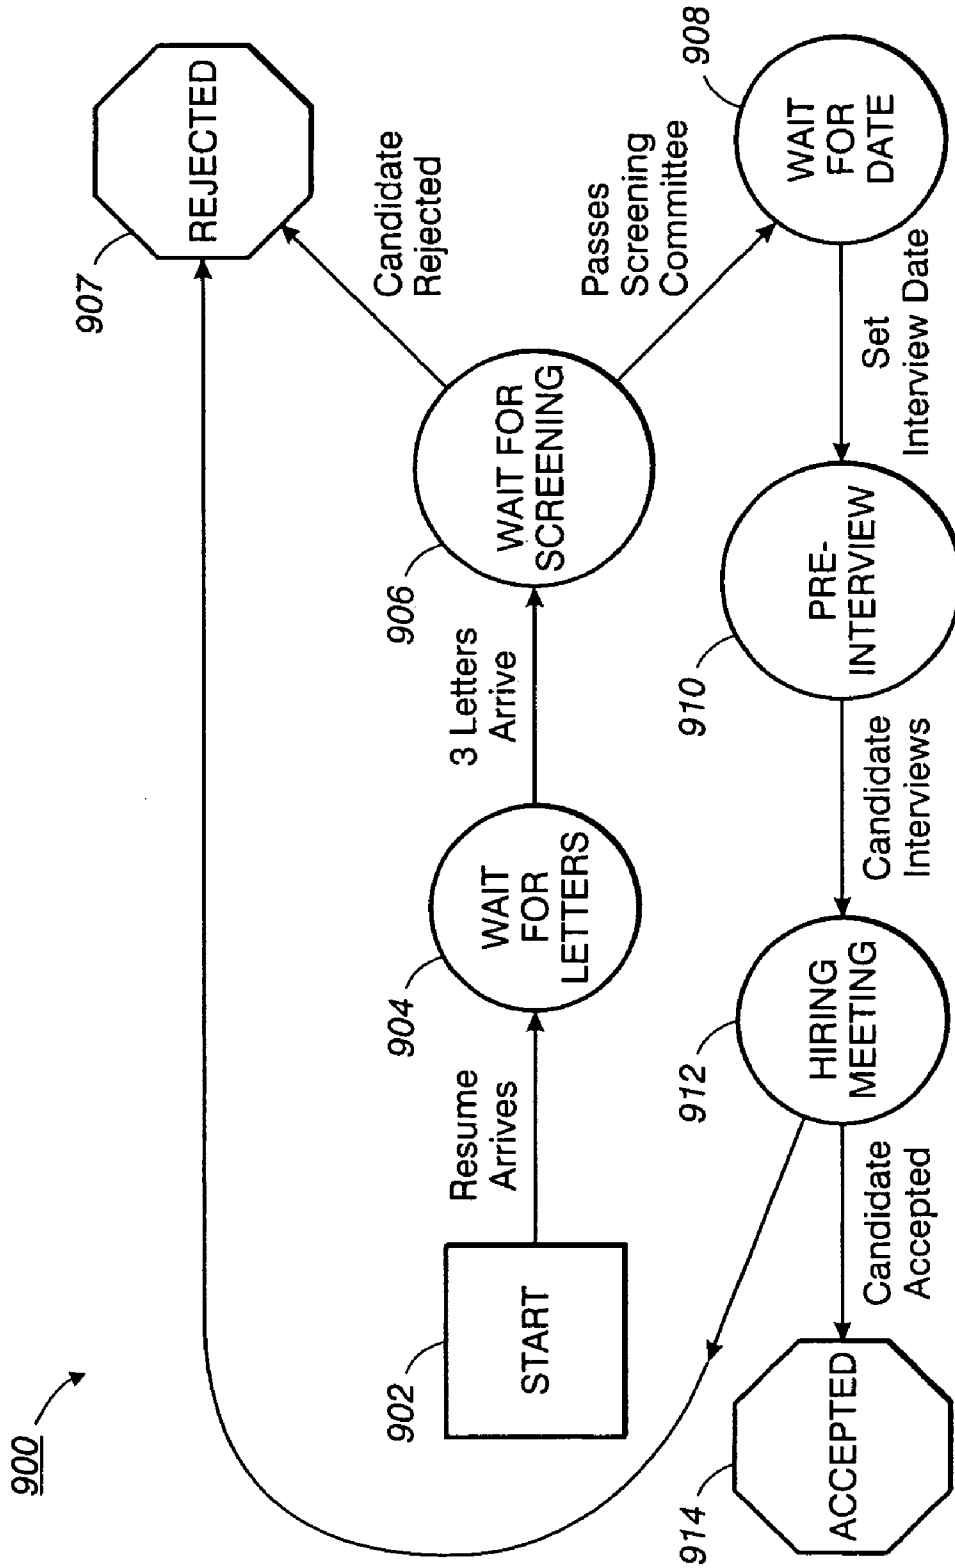 900
902
START
Resume
Arrives
904
WAIT
FOR
LETTERS
3 Letters
Arrive
906
WAIT FOR
SCREENING
Candidate
Rejected
907
REJECTED
Passes
Screening
Committee
908
WAIT
FOR
DATE
Set
Interview Date
910
PRE-
INTERVIEW
Candidate
Interviews
912
HIRING
MEETING
Candidate
Accepted
914
ACCEPTED